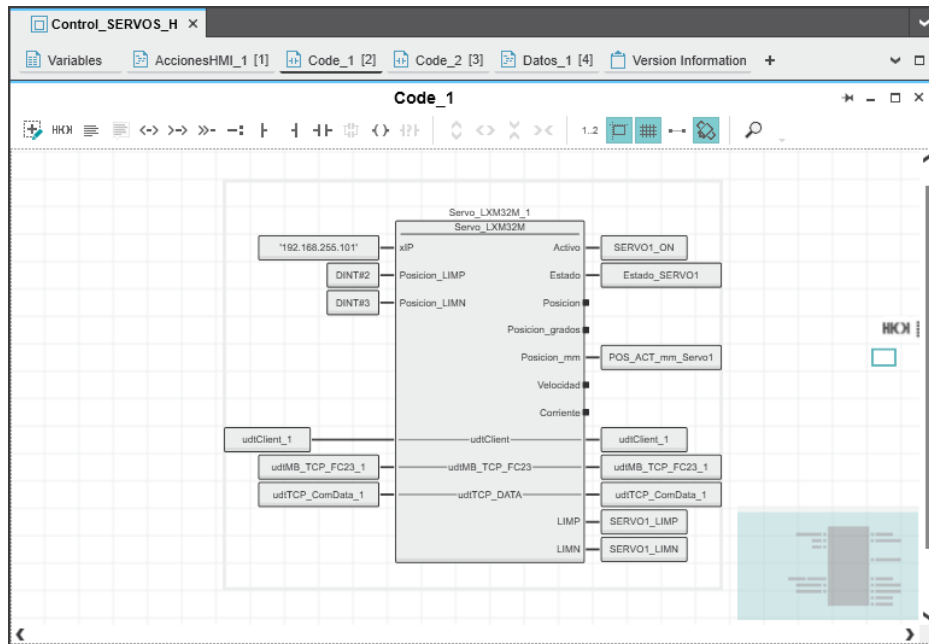 Control_SERVOS_H
Variables AccionesHMI_1 [1] Code_1 [2] Code_2 [3] Datos_1 [4] Version Information
Code_1
1..2
Servo_LXM32M_1
Servo_LXM32M
'192.168.255.101' xIP Activo SERVO1_ON
DINT#2 Posicion_LIMP Estado Estado_SERVO1
DINT#3 Posicion_LIMN Posicion
Posicion_grados
Posicion_mm POS_ACT_mm_Servo1
Velocidad
Corriente
udtClient_1 udtClient udtClient_1
udtMB_TCP_FC23_1 udtMB_TCP_FC23 udtMB_TCP_FC23_1
udtTCP_ComData_1 udtTCP_DATA udtTCP_ComData_1
LIMP SERVO1_LIMP
LIMN SERVO1_LIMN